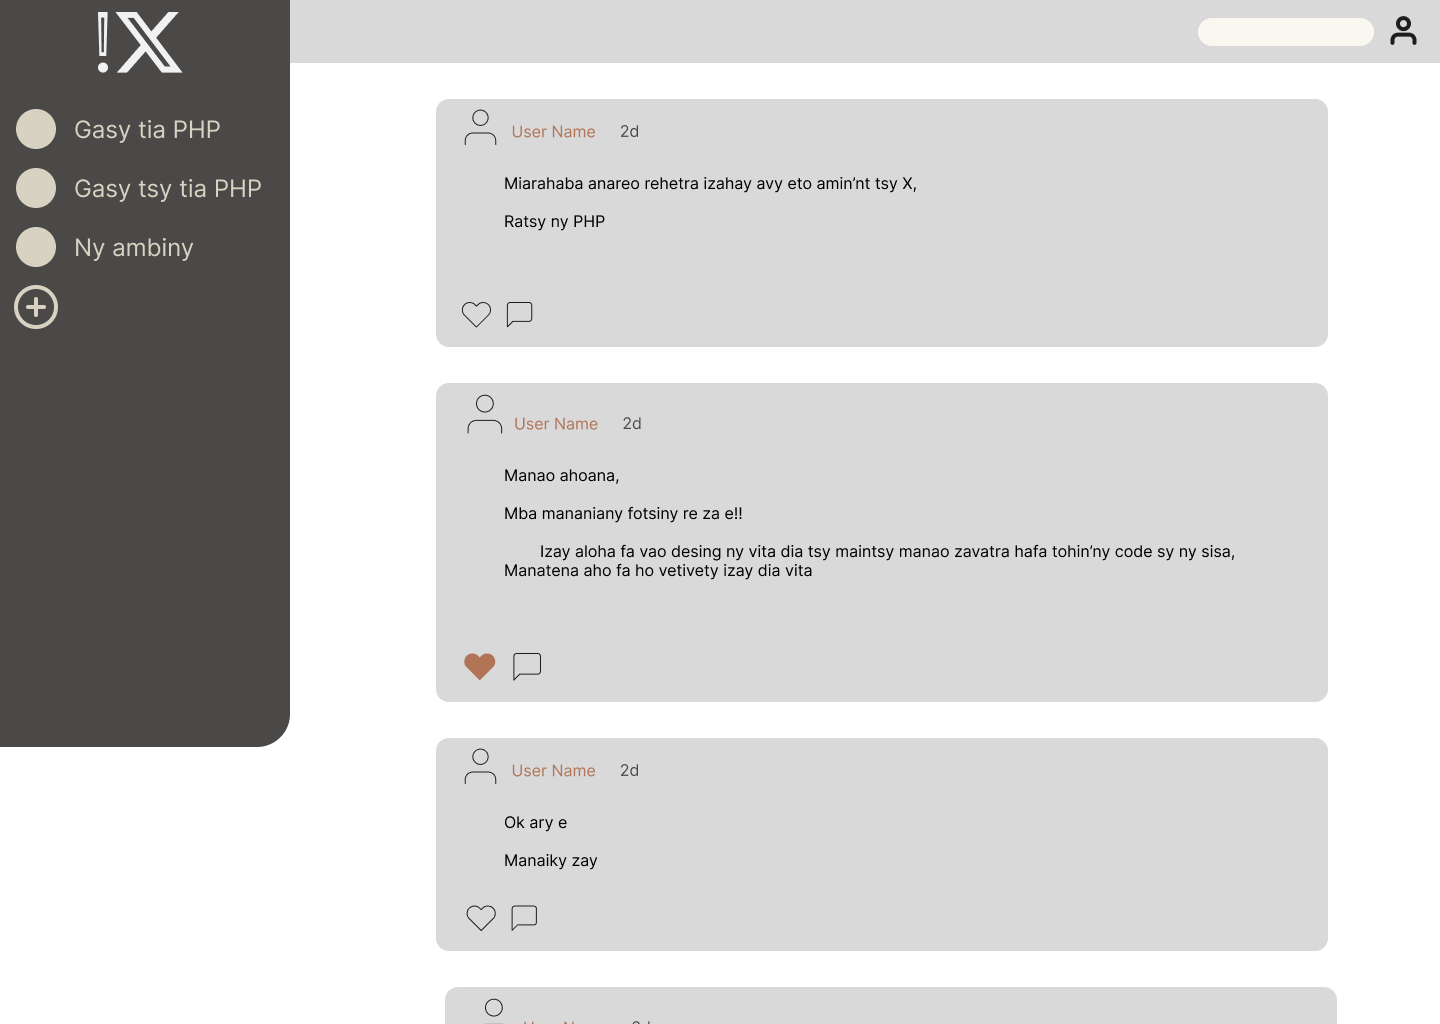 !X
Gasy tia PHP
Gasy tsy tia PHP
Ny ambiny
User Name 2d
Miarahaba anareo rehetra izahay avy eto amin’nt tsy X,
Ratsy ny PHP
User Name 2d
Manao ahoana,
Mba mananiany fotsiny re za e!!
Izay aloha fa vao desing ny vita dia tsy maintsy manao zavatra hafa tohin’ny code sy ny sisa,
Manatena aho fa ho vetivety izay dia vita
User Name 2d
Ok ary e
Manaiky zay